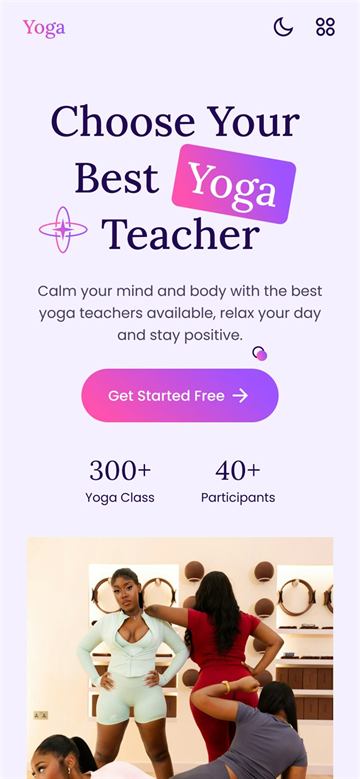 Yoga
Choose Your
Best Yoga
Teacher
Calm your mind and body with the best
yoga teachers available, relax your day
and stay positive.
Get Started Free
300+ 40+
Yoga Class Participants